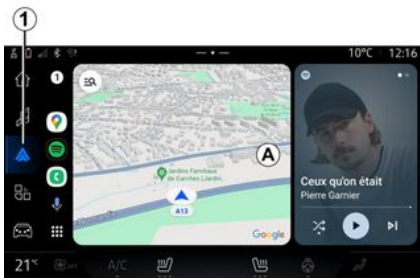 1
10°C 12:16
1
A
Jardins Familiaux
de Garches (Jardin
A13
Google
Ceux qu'on était
Pierre Garnier
21°
A/C